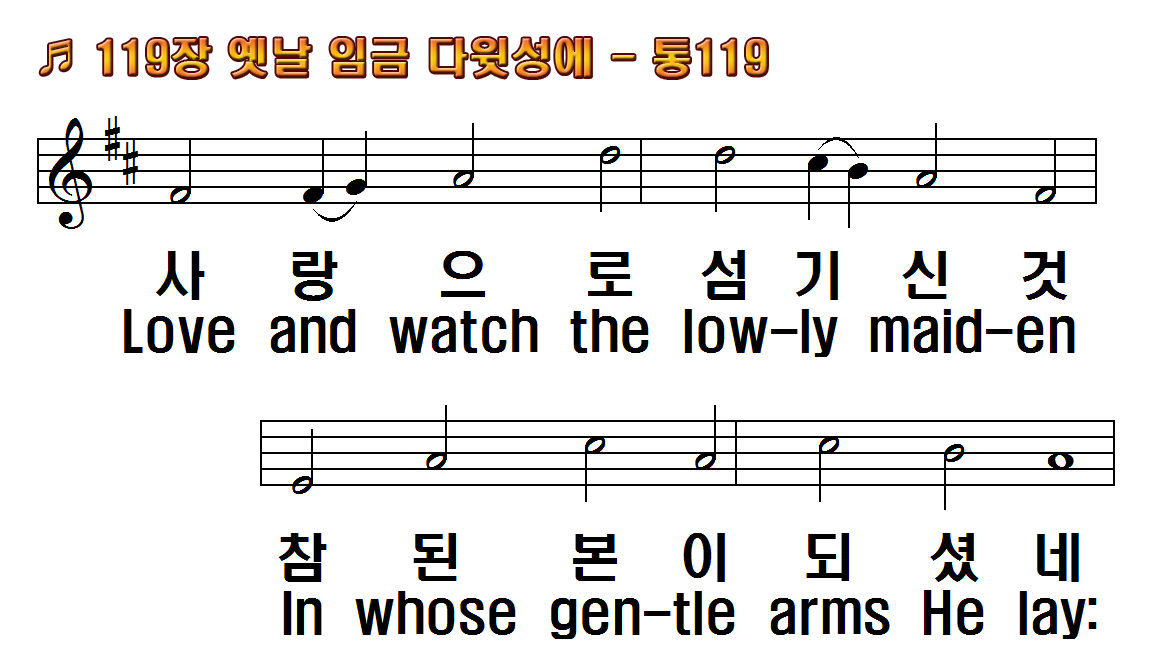 ♬ 119장 옛날 임금 다윗성에 - 통119
사 랑 으 로 섬 기 신 것
Love and watch the low-ly maid-en
참 된 본 이 되 셨 네
In whose gen-tle arms He lay: